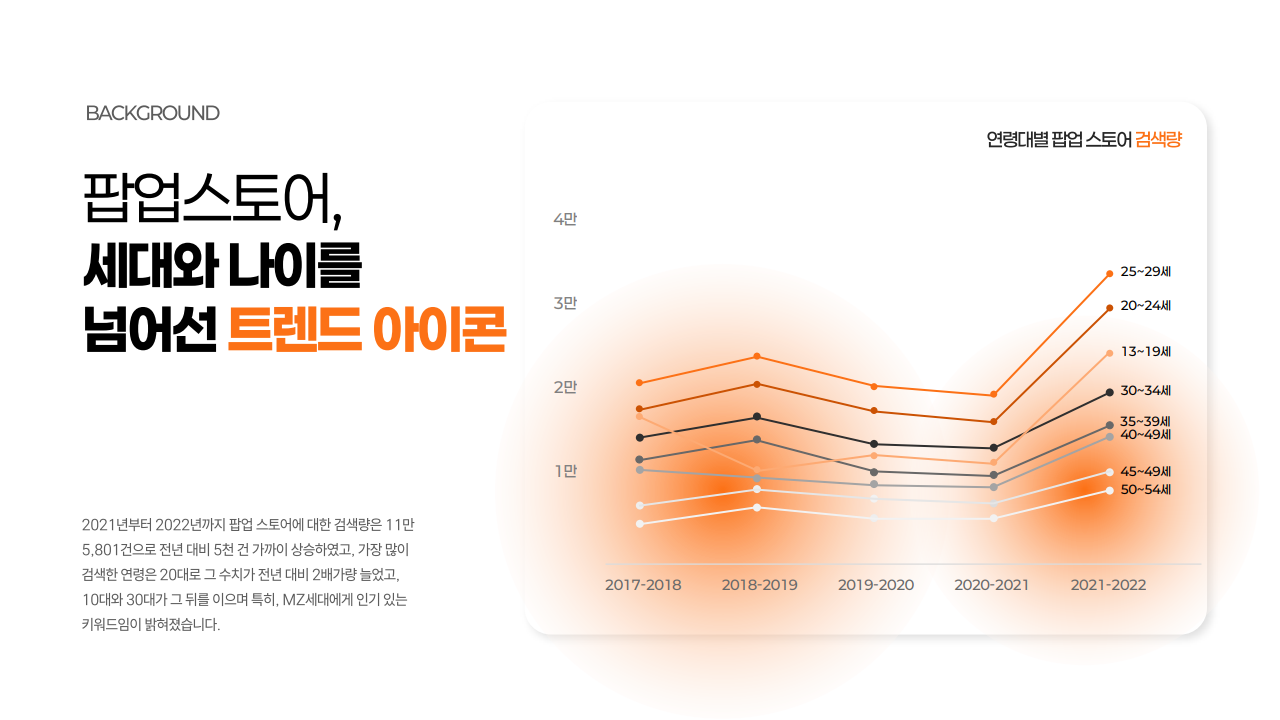 BACKGROUND
팝업스토어,
세대와 나이를
넘어선 트렌드 아이콘
2021년부터 2022년까지 팝업 스토어에 대한 검색량은 11만
5,801건으로 전년 대비 5천 건 가까이 상승하였고, 가장 많이
검색한 연령은 20대로 그 수치가 전년 대비 2배가량 늘었고,
10대와 30대가 그 뒤를 이으며 특히, MZ세대에게 인기 있는
키워드임이 밝혀졌습니다.
연령대별 팝업 스토어 검색량
4만
3만
2만
1만
25~29세
20~24세
13~19세
30~34세
35~39세
40~49세
45~49세
50~54세
2017-2018
2018-2019
2019-2020
2020-2021
2021-2022